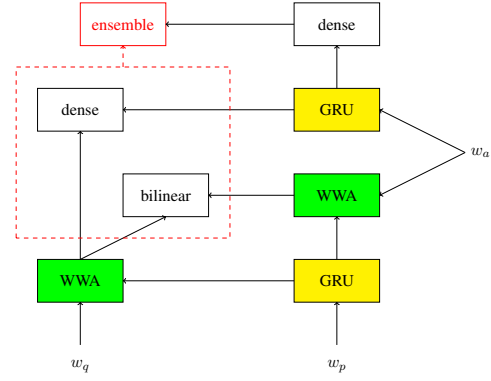 ensemble
dense
dense
GRU
w_a
bilinear
WWA
WWA
GRU
w_q
w_p